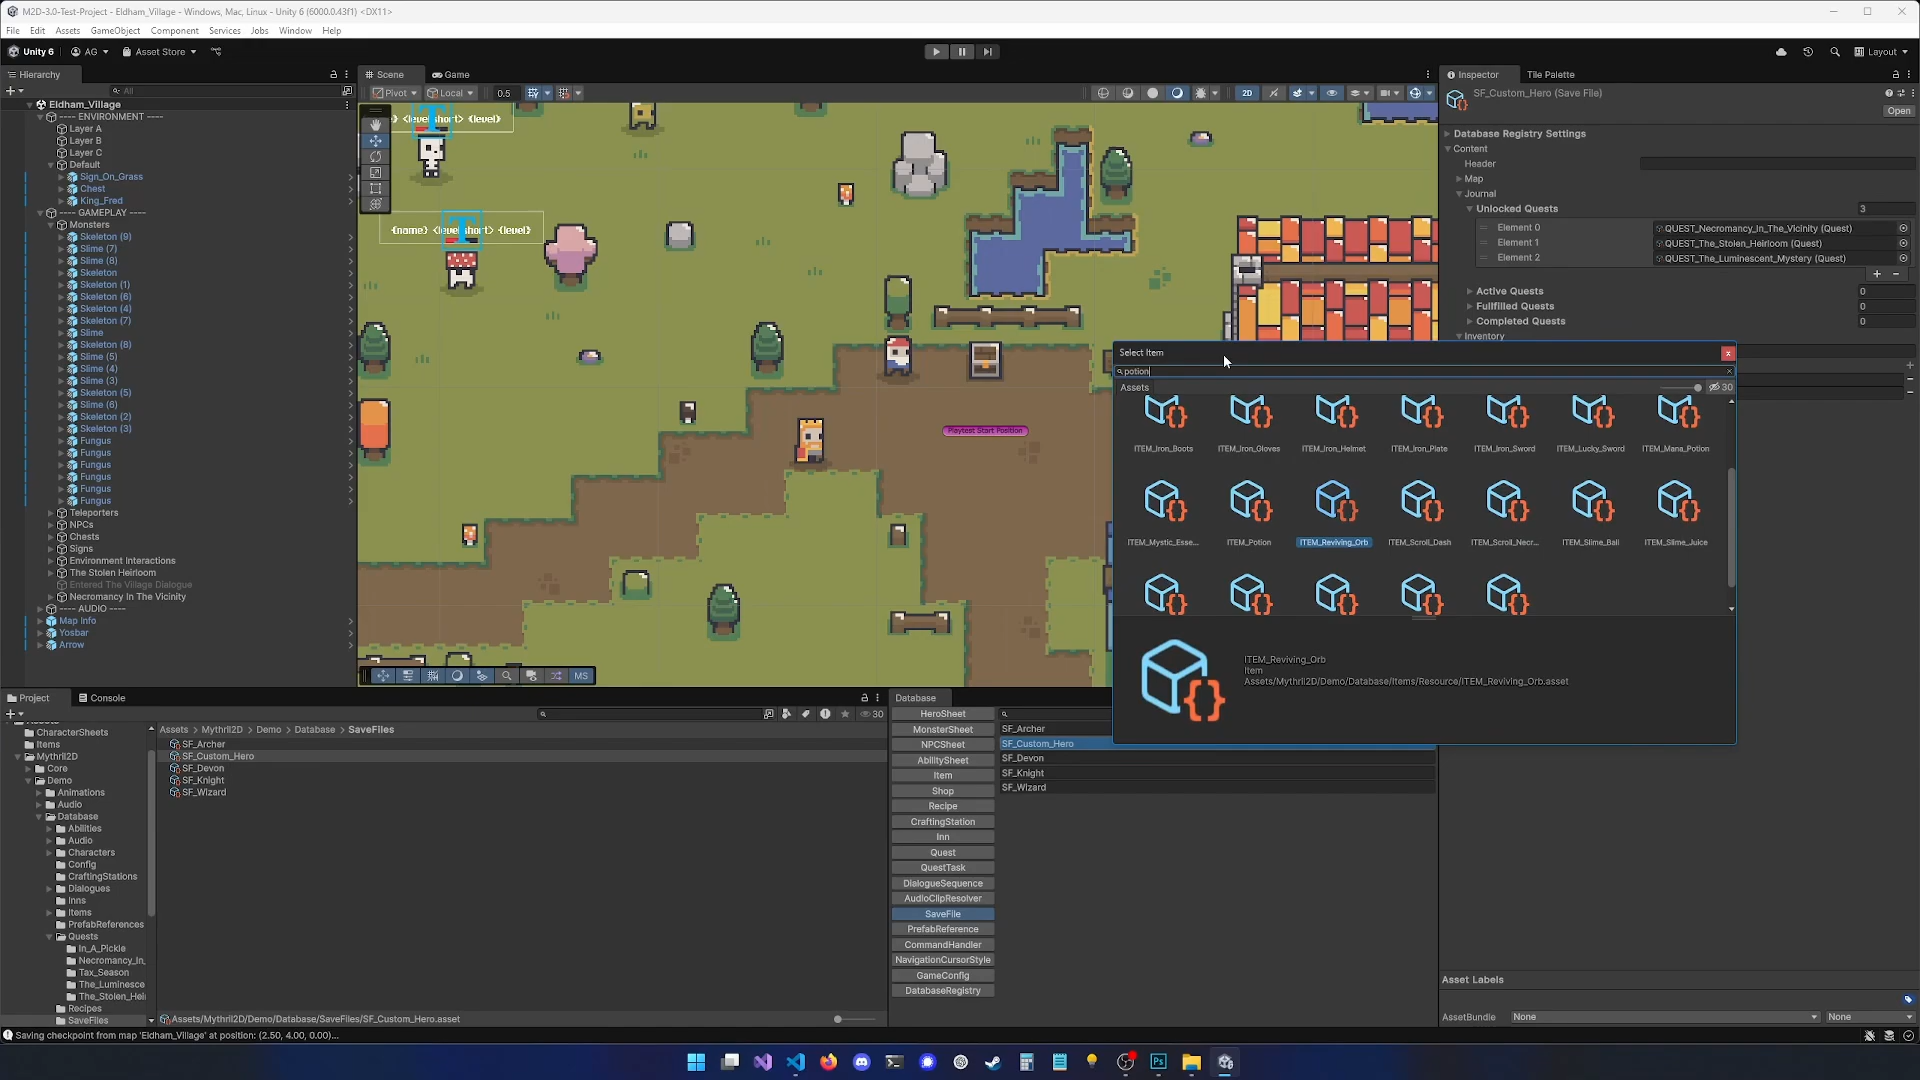 M2D-3.0-Test-Project - Eldham_Village - Windows, Mac, Linux - Unity 6 (6000.0.43f1) <DX11>
File Edit Assets GameObject Component Services Jobs Window Help
Unity 6 AG Asset Store Layout
Hierarchy
All
Eldham_Village
---- ENVIRONMENT ----
Layer A
Layer B
Layer C
Default
Sign_On_Grass
Chest
King_Fred
---- GAMEPLAY ----
Monsters
Skeleton (9)
Slime (7)
Slime (8)
Skeleton
Skeleton (1)
Skeleton (6)
Skeleton (4)
Skeleton (7)
Slime
Skeleton (8)
Slime (5)
Slime (4)
Slime (3)
Skeleton (5)
Slime (6)
Skeleton (2)
Skeleton (3)
Fungus
Fungus
Fungus
Fungus
Fungus
Fungus
Teleporters
NPCs
Chests
Signs
Environment Interactions
The Stolen Heirloom
Entered The Village Dialogue
Necromancy In The Vicinity
---- AUDIO ----
Map Info
Yosbar
Arrow
Scene Game
Pivot Local 0.5 2D
<levelshort> {level}
{name} <levelshort> {level}
Playtest Start Position
MS
Inspector Tile Palette
SF_Custom_Hero (Save File)
Open
Database Registry Settings
Content
Header
Map
Journal
Unlocked Quests 3
Element 0 QUEST_Necromancy_In_The_Vicinity (Quest)
Element 1 QUEST_The_Stolen_Heirloom (Quest)
Element 2 QUEST_The_Luminescent_Mystery (Quest)
Active Quests 0
Fullfilled Quests 0
Completed Quests 0
Inventory
Select Item
potion
Assets 30
ITEM_Iron_Boots ITEM_Iron_Gloves ITEM_Iron_Helmet ITEM_Iron_Plate ITEM_Iron_Sword ITEM_Lucky_Sword ITEM_Mana_Potion
ITEM_Mystic_Esse... ITEM_Potion ITEM_Reviving_Orb ITEM_Scroll_Dash ITEM_Scroll_Necr... ITEM_Slime_Ball ITEM_Slime_Juice
ITEM_Reviving_Orb
Item
Assets/Mythril2D/Demo/Database/Items/Resource/ITEM_Reviving_Orb.asset
Asset Labels
AssetBundle None None
Project Console
30
Assets
CharacterSheets
Items
Mythril2D
Core
Demo
Animations
Audio
Database
Abilities
Audio
Characters
Config
CraftingStations
Dialogues
Inns
Items
PrefabReferences
Quests
In_A_Pickle
Necromancy_In_
Tax_Season
The_Luminesce
The_Stolen_Hei
Recipes
SaveFiles
Assets > Mythril2D > Demo > Database > SaveFiles
SF_Archer
SF_Custom_Hero
SF_Devon
SF_Knight
SF_Wizard
Assets/Mythril2D/Demo/Database/SaveFiles/SF_Custom_Hero.asset
Database
HeroSheet
MonsterSheet
NPCSheet
AbilitySheet
Item
Shop
Recipe
CraftingStation
Inn
Quest
QuestTask
DialogueSequence
AudioClipResolver
SaveFile
PrefabReference
CommandHandler
NavigationCursorStyle
GameConfig
DatabaseRegistry
SF_Archer
SF_Custom_Hero
SF_Devon
SF_Knight
SF_Wizard
Saving checkpoint from map 'Eldham_Village' at position: (2.50, 4.00, 0.00)...